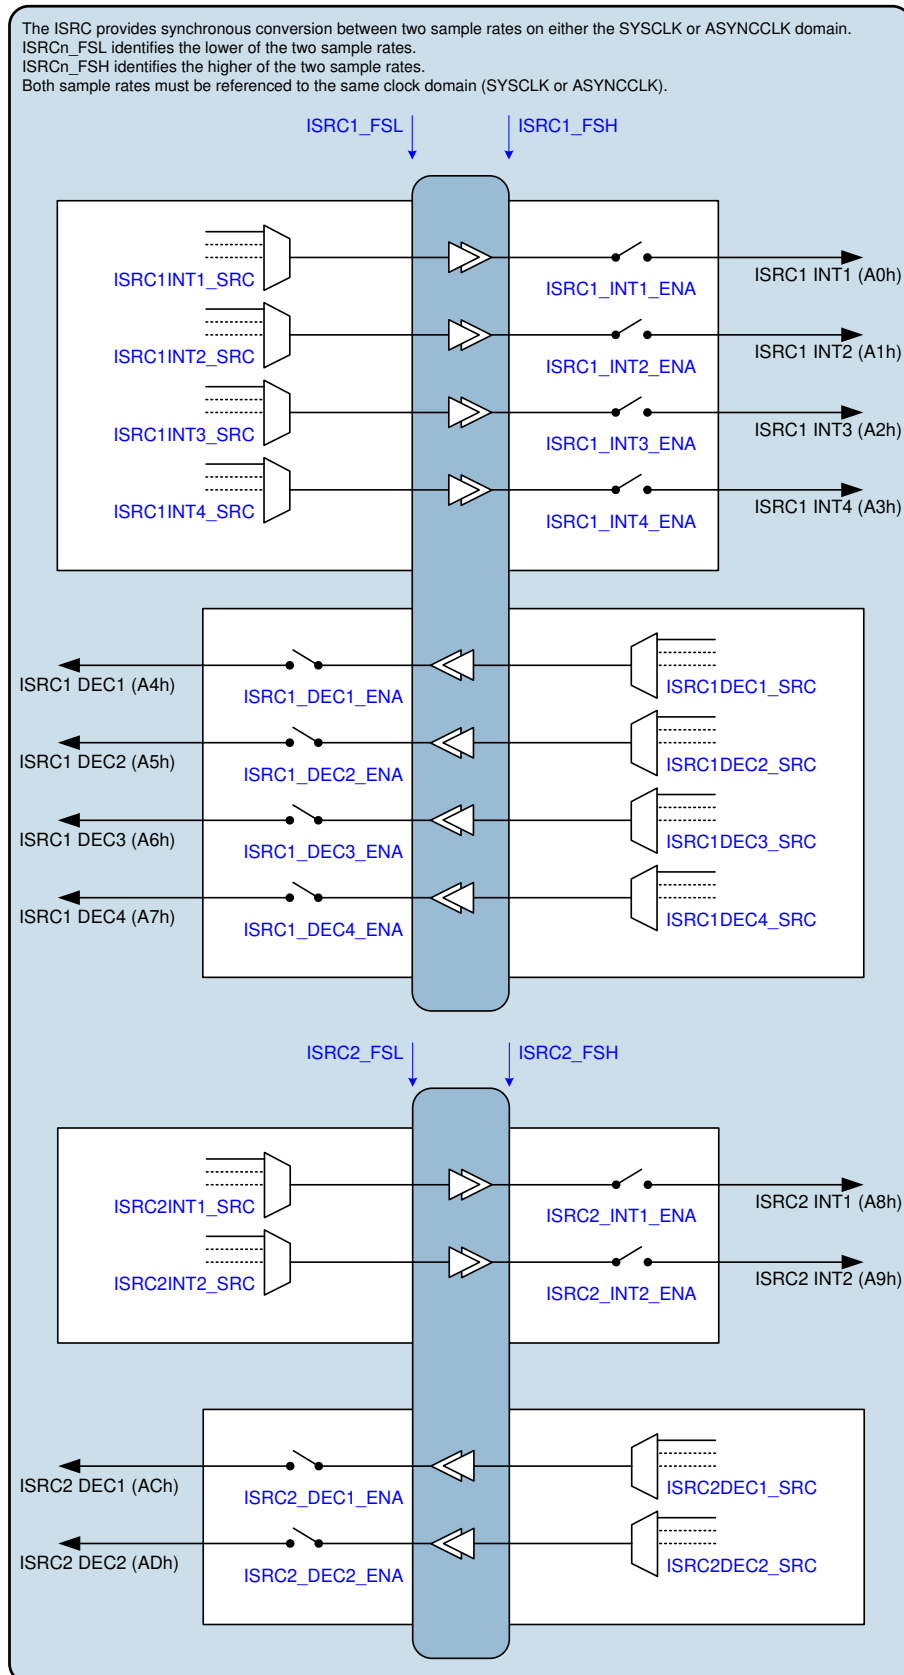 The ISRC provides synchronous conversion between two sample rates on either the SYSCLK or ASYNCCLK domain.
ISRCn_FSL identifies the lower of the two sample rates.
ISRCn_FSH identifies the higher of the two sample rates.
Both sample rates must be referenced to the same clock domain (SYSCLK or ASYNCCLK).
ISRC1_FSL
ISRC1_FSH
ISRC1INT1_SRC
ISRC1_INT1_ENA
ISRC1 INT1 (A0h)
ISRC1INT2_SRC
ISRC1_INT2_ENA
ISRC1 INT2 (A1h)
ISRC1INT3_SRC
ISRC1_INT3_ENA
ISRC1 INT3 (A2h)
ISRC1INT4_SRC
ISRC1_INT4_ENA
ISRC1 INT4 (A3h)
ISRC1 DEC1 (A4h)
ISRC1_DEC1_ENA
ISRC1DEC1_SRC
ISRC1 DEC2 (A5h)
ISRC1_DEC2_ENA
ISRC1DEC2_SRC
ISRC1 DEC3 (A6h)
ISRC1_DEC3_ENA
ISRC1DEC3_SRC
ISRC1 DEC4 (A7h)
ISRC1_DEC4_ENA
ISRC1DEC4_SRC
ISRC2_FSL
ISRC2_FSH
ISRC2INT1_SRC
ISRC2_INT1_ENA
ISRC2 INT1 (A8h)
ISRC2INT2_SRC
ISRC2_INT2_ENA
ISRC2 INT2 (A9h)
ISRC2 DEC1 (ACh)
ISRC2_DEC1_ENA
ISRC2DEC1_SRC
ISRC2 DEC2 (ADh)
ISRC2_DEC2_ENA
ISRC2DEC2_SRC